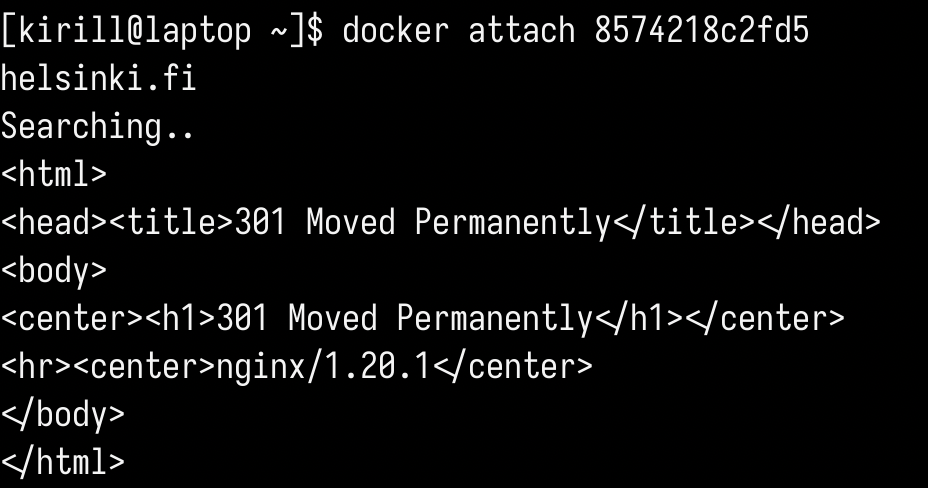 [kirill@laptop ~]$ docker attach 8574218c2fd5
helsinki.fi
Searching..
<html>
<head><title>301 Moved Permanently</title></head>
<body>
<center><h1>301 Moved Permanently</h1></center>
<hr><center>nginx/1.20.1</center>
</body>
</html>